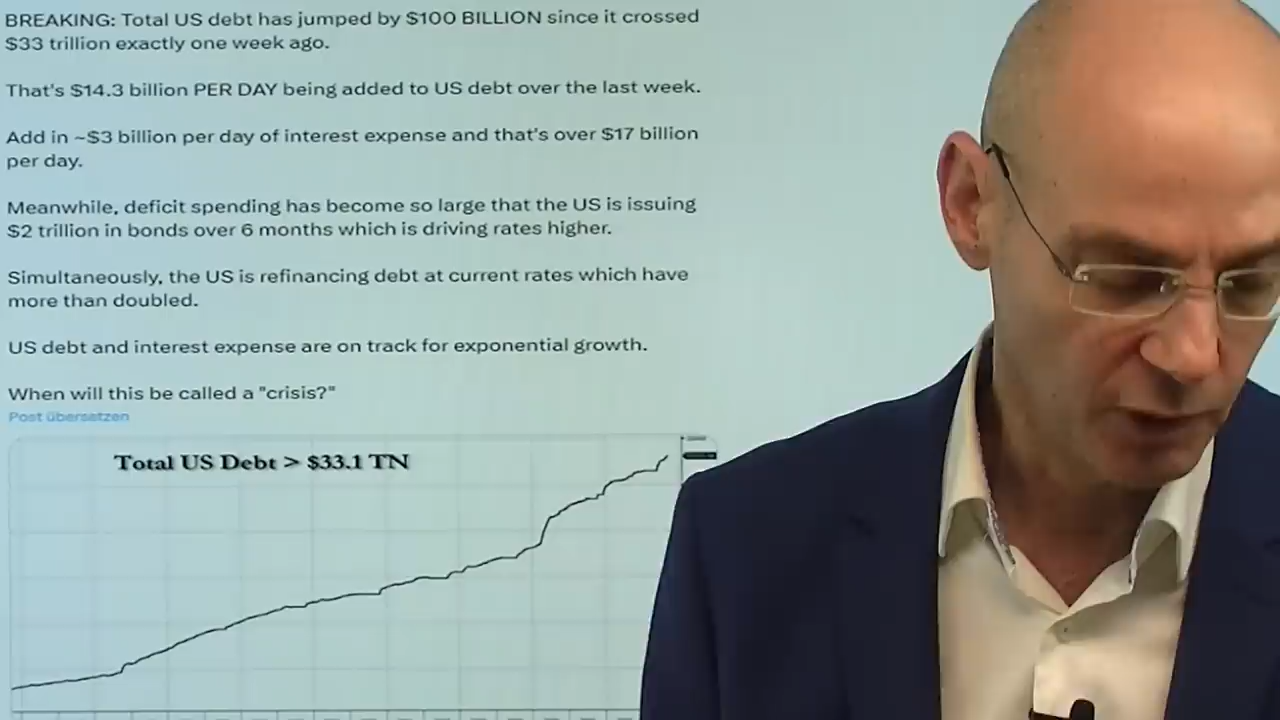 BREAKING: Total US debt has jumped by $100 BILLION since it crossed
$33 trillion exactly one week ago.
That's $14.3 billion PER DAY being added to US debt over the last week.
Add in ~$3 billion per day of interest expense and that's over $17 billion
per day.
Meanwhile, deficit spending has become so large that the US is issuing
$2 trillion in bonds over 6 months which is driving rates higher.
Simultaneously, the US is refinancing debt at current rates which have
more than doubled.
US debt and interest expense are on track for exponential growth.
When will this be called a "crisis?"
Post übersetzen
Total US Debt > $33.1 TN